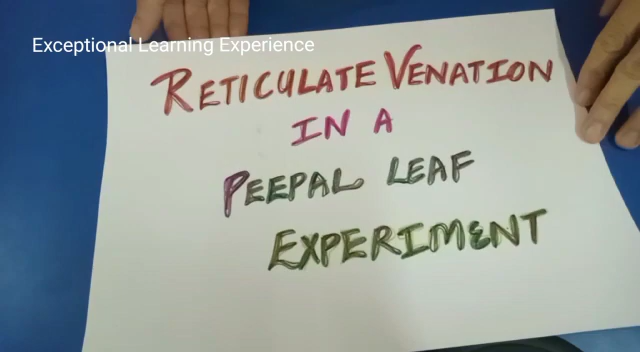 Exceptional Learning Experience
RETICULATE VENATION
IN A
PEEPAL LEAF
EXPERIMENT